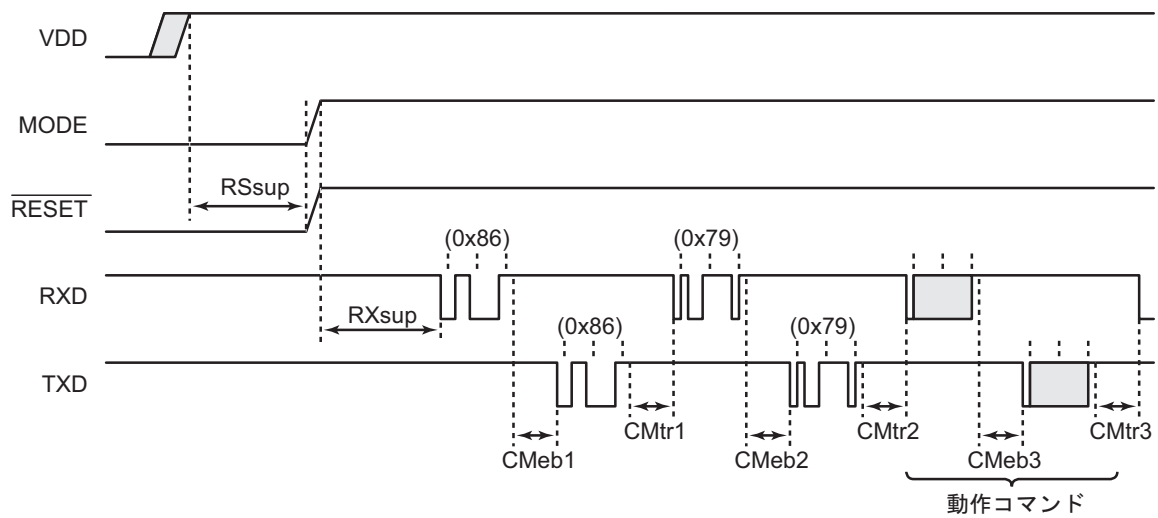 VDD
MODE
RSsup
RESET
(0x86)
(0x79)
RXD
RXsup
(0x86)
(0x79)
TXD
CMtr1
CMtr2
CMtr3
CMeb1
CMeb2
CMeb3
動作コマンド